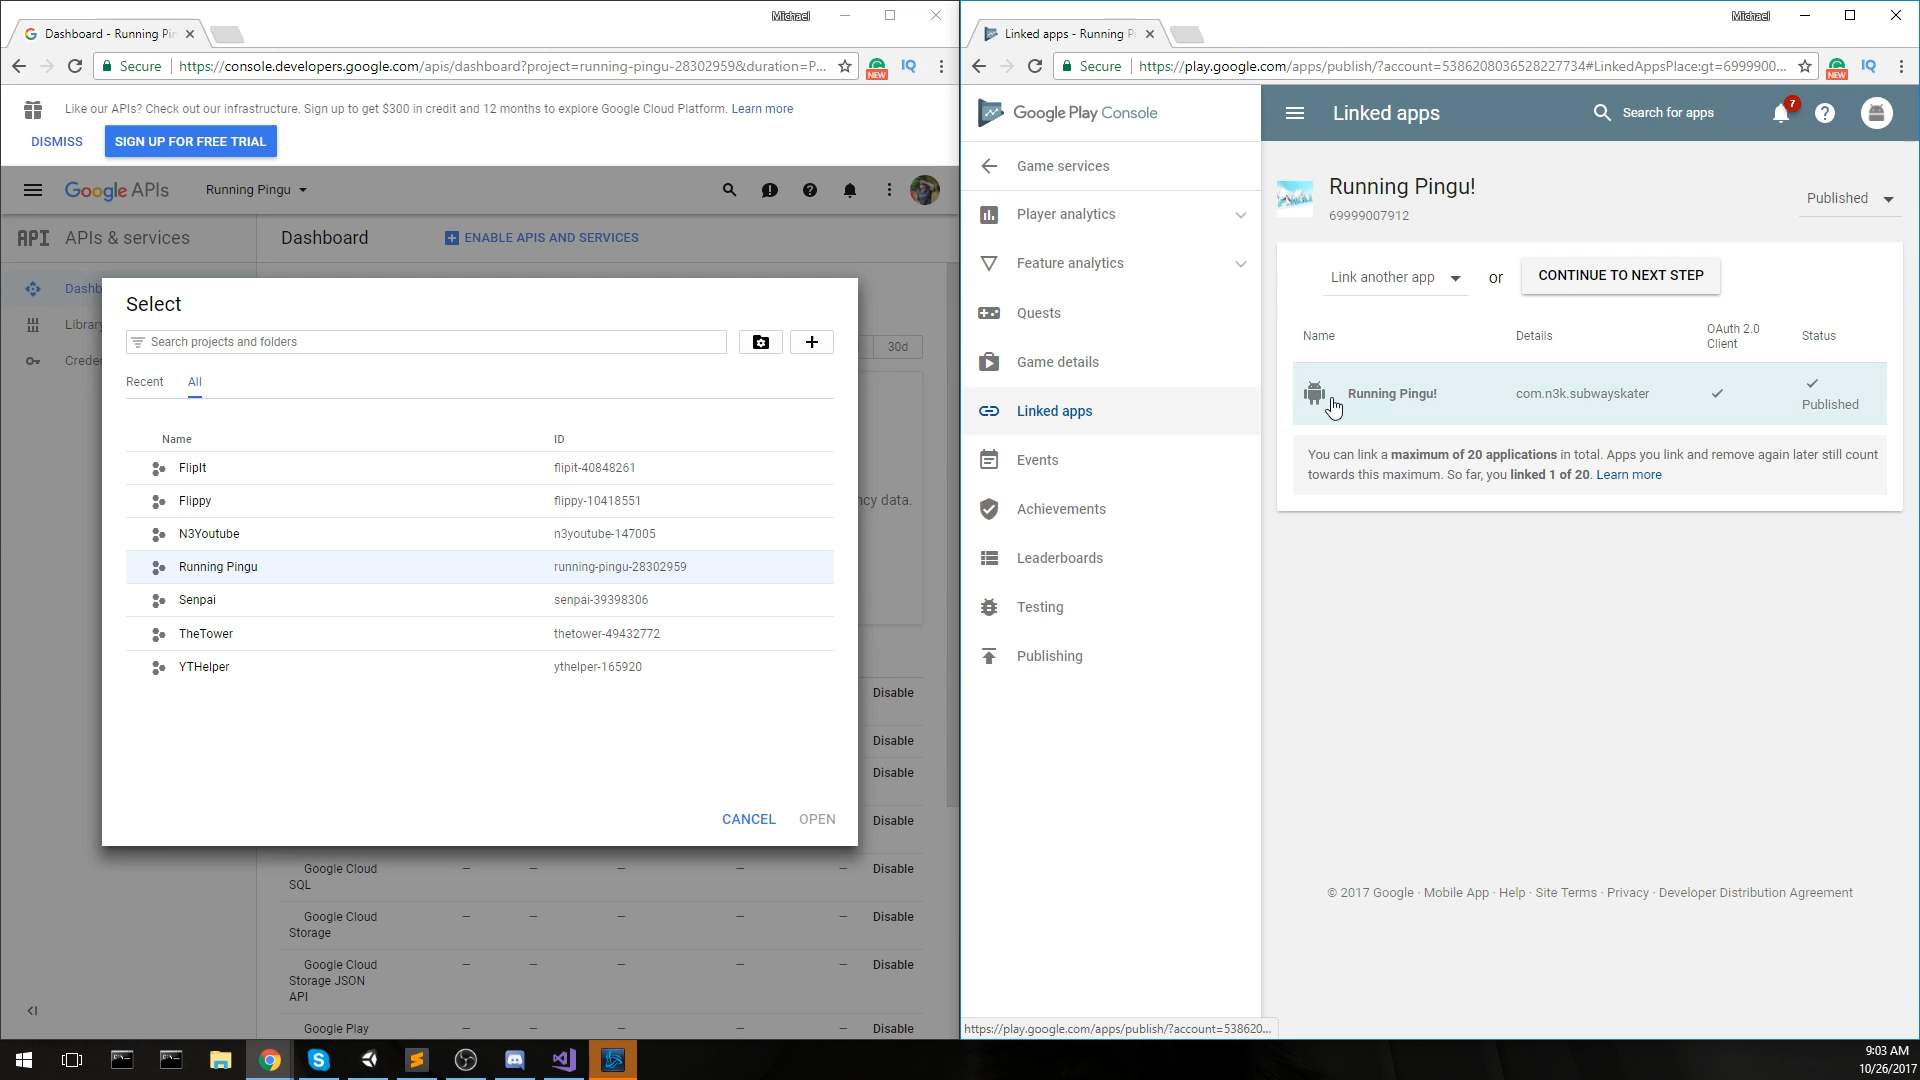 Michael
Dashboard - Running Pin
Secure https://console.developers.google.com/apis/dashboard?project=running-pingu-28302959&duration=P...
NEW
IQ
Like our APIs? Check out our infrastructure. Sign up to get $300 in credit and 12 months to explore Google Cloud Platform. Learn more
DISMISS SIGN UP FOR FREE TRIAL
Google APIs Running Pingu
API APIs & services Dashboard ENABLE APIS AND SERVICES
Dashb
Library
Creden
30d
ncy data.
Select
Search projects and folders
Recent All
Name ID
FlipIt flipit-40848261
Flippy flippy-10418551
N3Youtube n3youtube-147005
Running Pingu running-pingu-28302959
Senpai senpai-39398306
TheTower thetower-49432772
YTHelper ythelper-165920
CANCEL OPEN
Disable
Disable
Disable
Disable
Google Cloud
SQL
— — — — — Disable
Google Cloud
Storage
— — — — — Disable
Google Cloud
Storage JSON
API
— — — — — Disable
Google Play — — — — — Disable
Michael
Linked apps - Running P
Secure https://play.google.com/apps/publish/?account=5386208036528227734#LinkedAppsPlace:gt=6999900...
NEW
IQ
Google Play Console
Linked apps
Search for apps
7
Game services
Player analytics
Feature analytics
Quests
Game details
Linked apps
Events
Achievements
Leaderboards
Testing
Publishing
Running Pingu!
69999007912
Published
Link another app or CONTINUE TO NEXT STEP
Name Details OAuth 2.0 Client Status
Running Pingu! com.n3k.subwayskater Published
You can link a maximum of 20 applications in total. Apps you link and remove again later still count
towards this maximum. So far, you linked 1 of 20. Learn more
© 2017 Google · Mobile App · Help · Site Terms · Privacy · Developer Distribution Agreement
https://play.google.com/apps/publish/?account=538620...
9:03 AM
10/26/2017